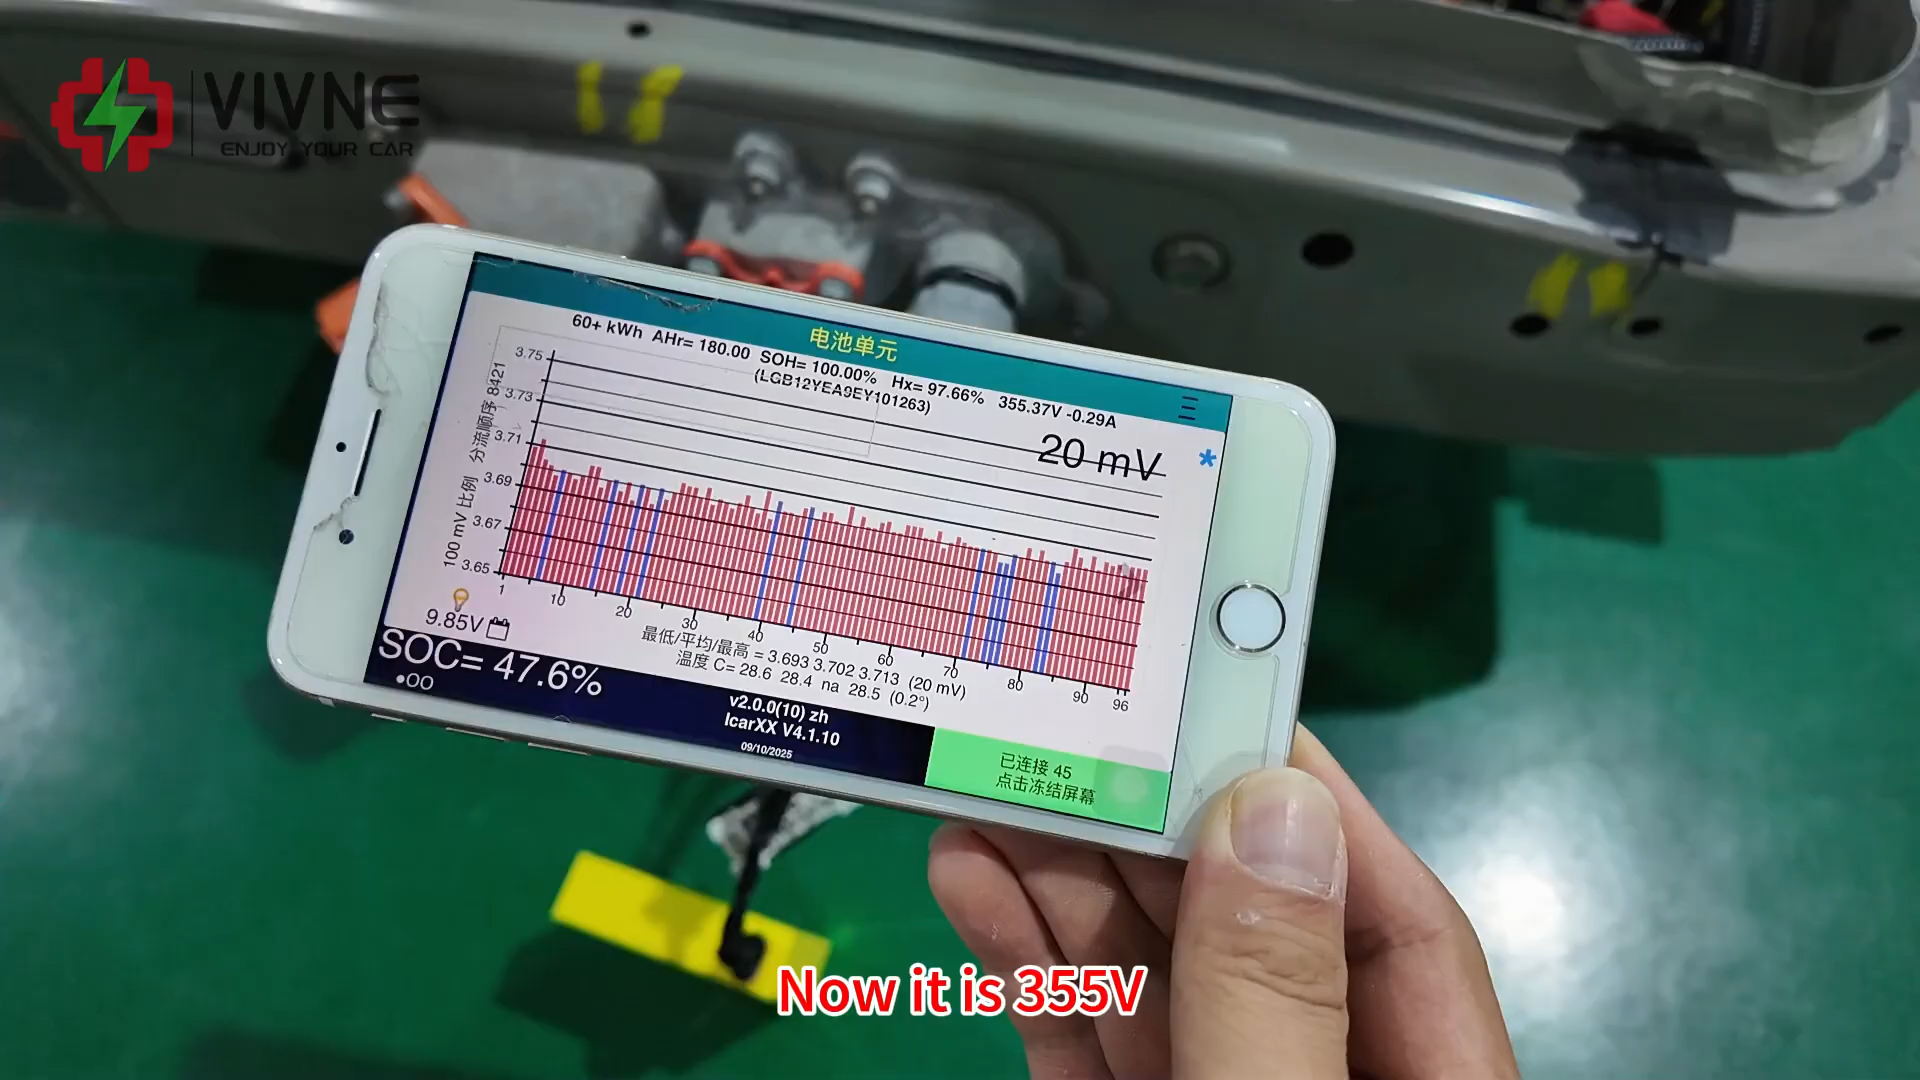 VIVNE
ENJOY YOUR CAR
电池单元
60+ kWh AHr= 180.00 SOH= 100.00% Hx= 97.66% 355.37V -0.29A
(LGB12YEA9EY101263)
20 mV
*
分流顺序 8421
100 mV 比例
3.75
3.73
3.71
3.69
3.67
3.65
1 10 20 30 40 50 60 70 80 90 96
9.85V
最低/平均/最高 = 3.693 3.702 3.713 (20 mV)
温度 C= 28.6 28.4 na 28.5 (0.2°)
SOC= 47.6%
v2.0.0(10) zh
IcarXX V4.1.10
09/10/2025
已连接 45
点击冻结屏幕
Now it is 355V